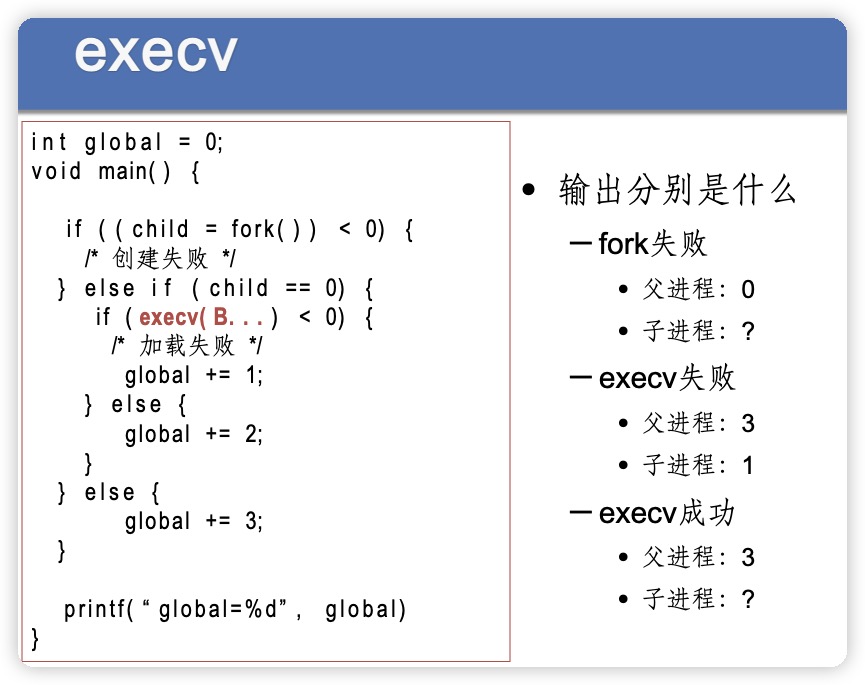 execv
int global = 0;
void main() {
if ((child = fork()) < 0) {
/* 创建失败 */
} else if (child == 0) {
if (execv(B...) < 0) {
/* 加载失败 */
global += 1;
} else {
global += 2;
}
} else {
global += 3;
}
printf(“global=%d”, global)
}
• 输出分别是什么
– fork失败
• 父进程：0
• 子进程：?
– execv失败
• 父进程：3
• 子进程：1
– execv成功
• 父进程：3
• 子进程：?